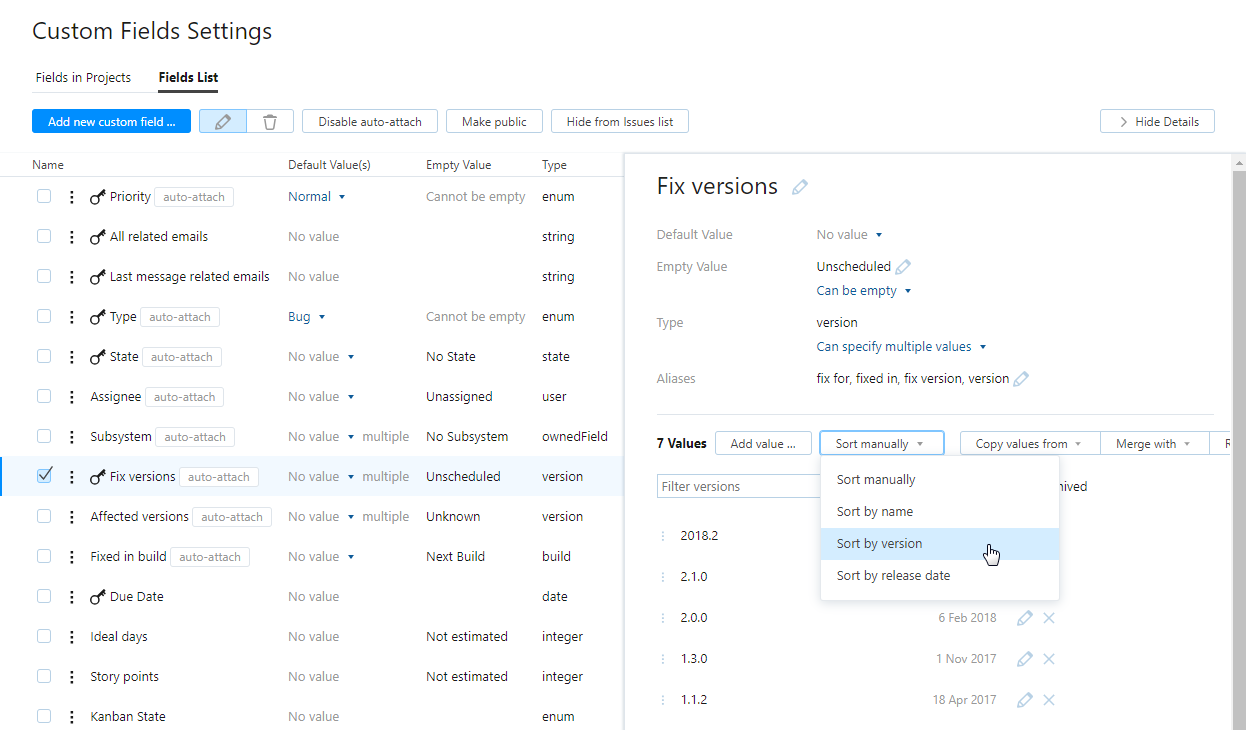 Custom Fields Settings
Fields in Projects Fields List
Add new custom field ... Disable auto-attach Make public Hide from Issues list Hide Details
Name Default Value(s) Empty Value Type
Priority auto-attach Normal Cannot be empty enum
All related emails No value string
Last message related emails No value string
Type auto-attach Bug Cannot be empty enum
State auto-attach No value No State state
Assignee auto-attach No value Unassigned user
Subsystem auto-attach No value multiple No Subsystem ownedField
Fix versions auto-attach No value multiple Unscheduled version
Affected versions auto-attach No value multiple Unknown version
Fixed in build auto-attach No value Next Build build
Due Date No value date
Ideal days No value Not estimated integer
Story points No value Not estimated integer
Kanban State No value enum
Fix versions
Default Value No value
Empty Value Unscheduled
Can be empty
Type version
Can specify multiple values
Aliases fix for, fixed in, fix version, version
7 Values Add value ... Sort manually Copy values from Merge with
Filter versions
Sort manually
Sort by name
Sort by version
Sort by release date
2018.2
2.1.0
2.0.0 6 Feb 2018
1.3.0 1 Nov 2017
1.1.2 18 Apr 2017